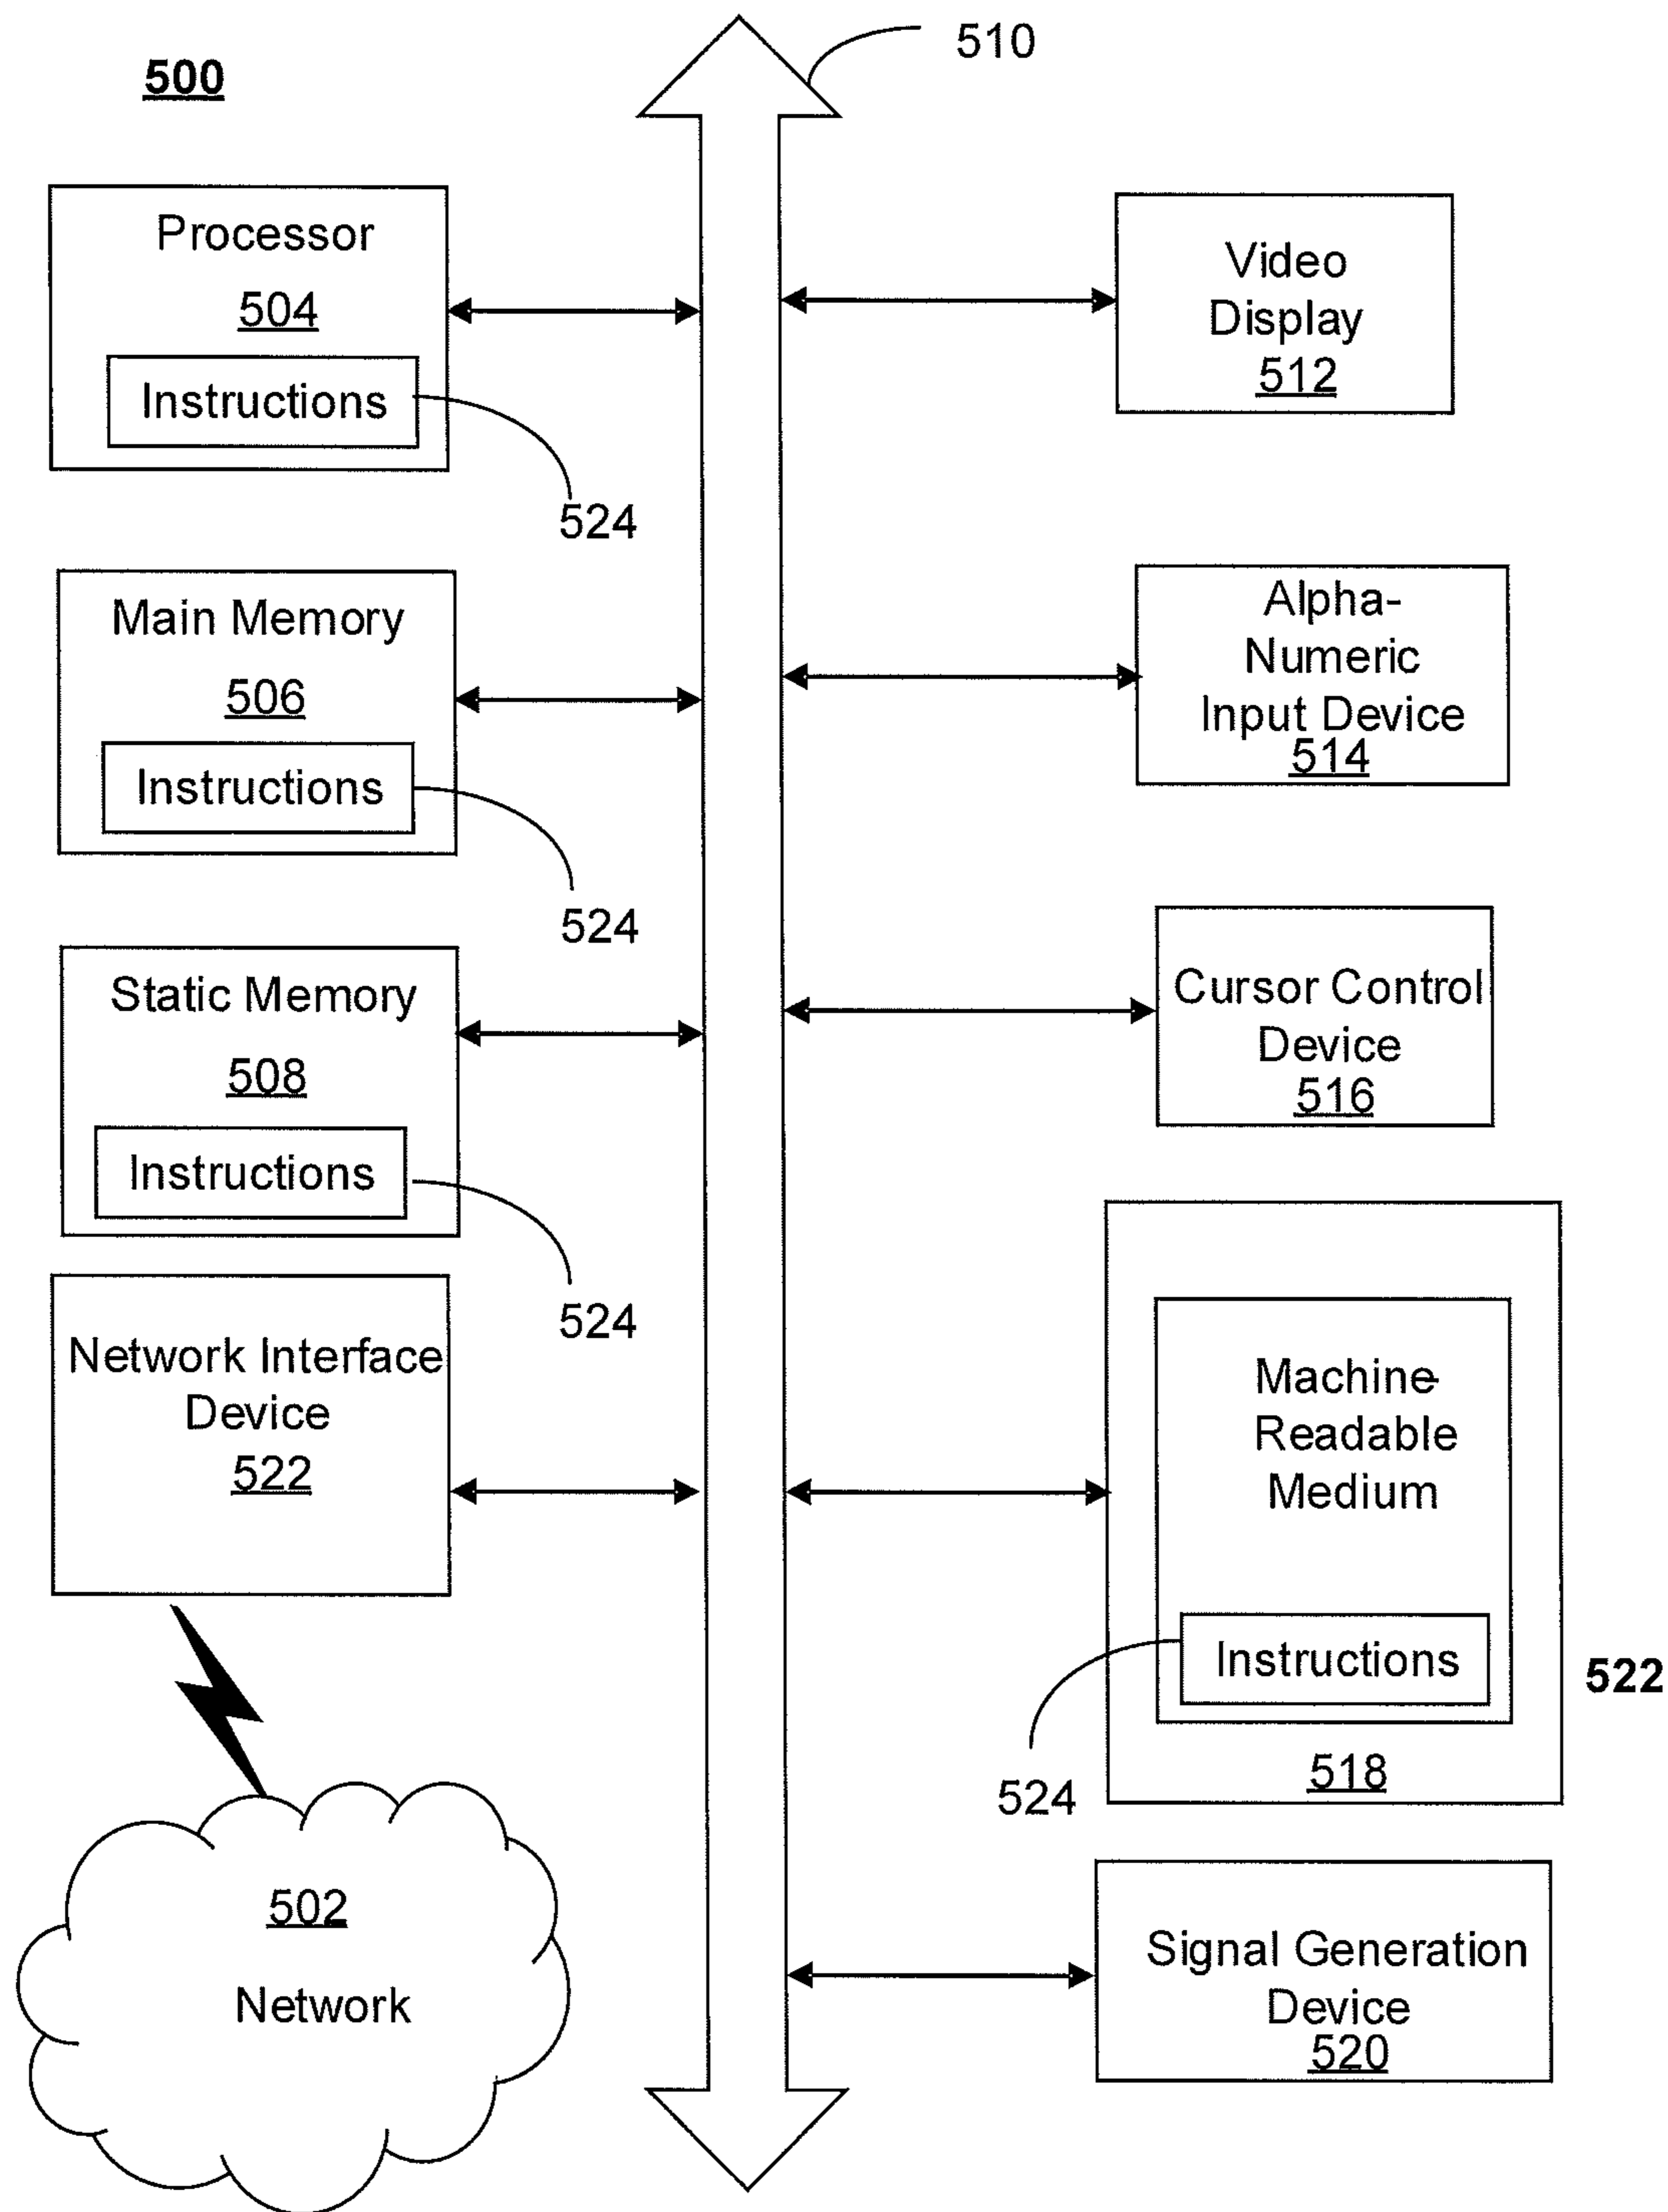 500
510
Processor
504
Instructions
524
Main Memory
506
Instructions
524
Static Memory
508
Instructions
524
Network Interface
Device
522
502
Network
Video
Display
512
Alpha-
Numeric
Input Device
514
Cursor Control
Device
516
Machine-
Readable
Medium
Instructions
524
518
522
Signal Generation
Device
520